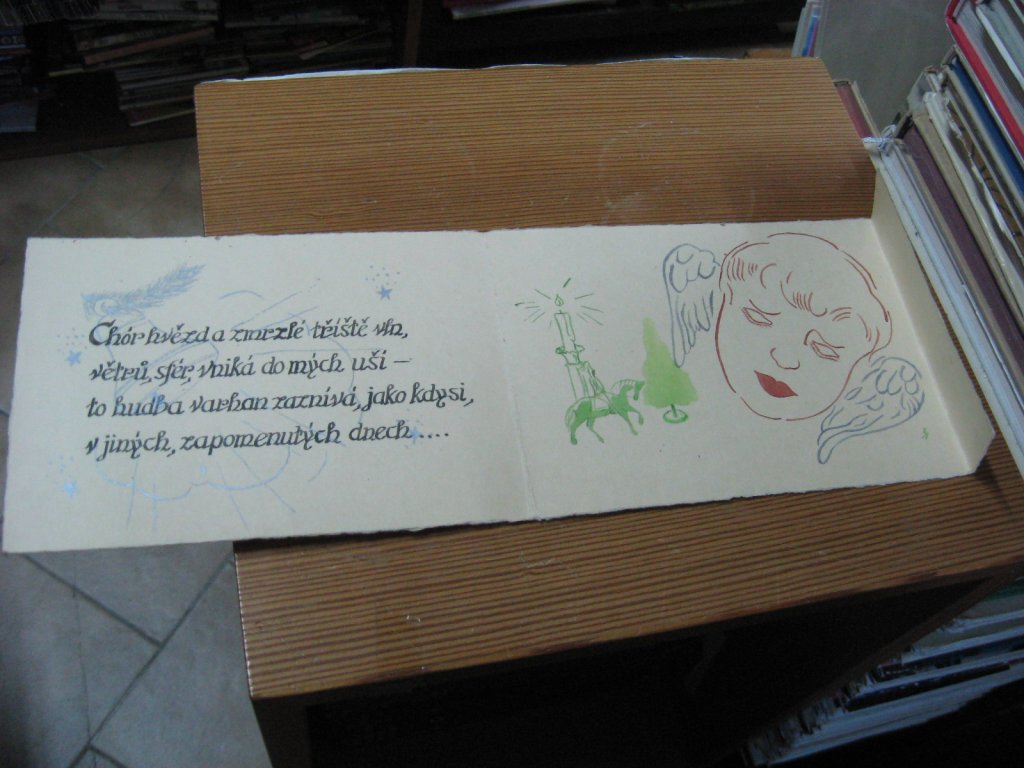 Chór hvězd a zmrzlé tříště vln,
větrů, sfér, vniká do mých uší –
to hudba varhan zaznívá, jako kdysi,
v jiných, zapomenutých dnech ....